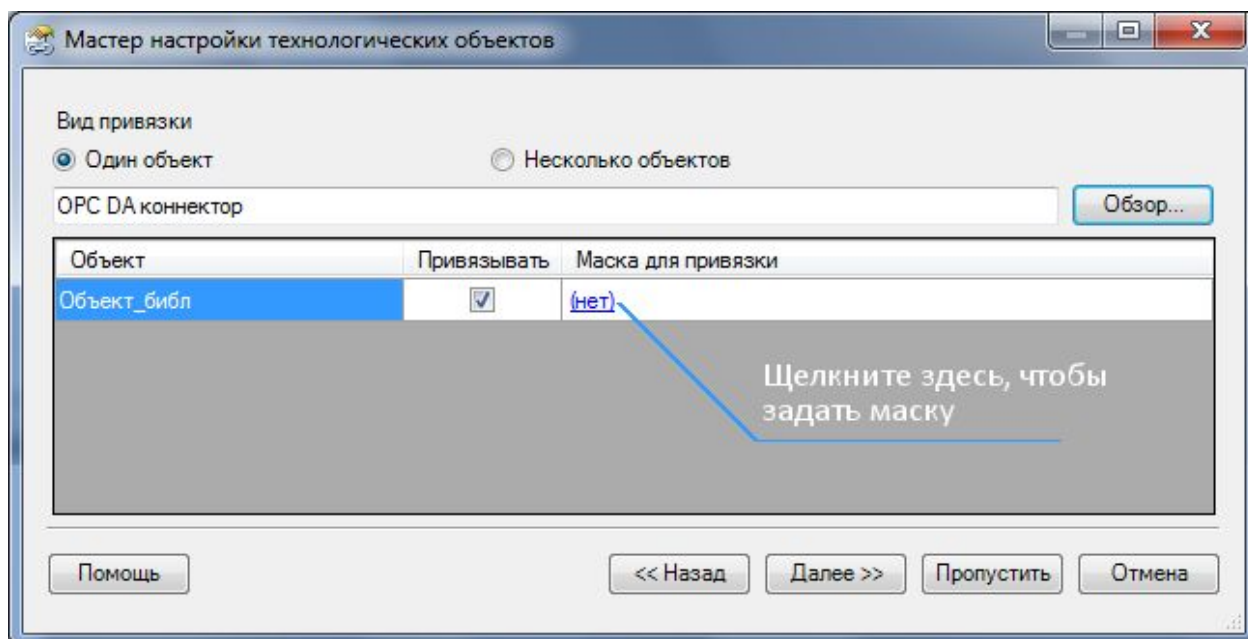 Мастер настройки технологических объектов
Вид привязки
Один объект Несколько объектов
OPC DA коннектор Обзор...
Объект Привязывать Маска для привязки
Объект_библ (нет)
Щелкните здесь, чтобы
задать маску
Помощь << Назад Далее >> Пропустить Отмена